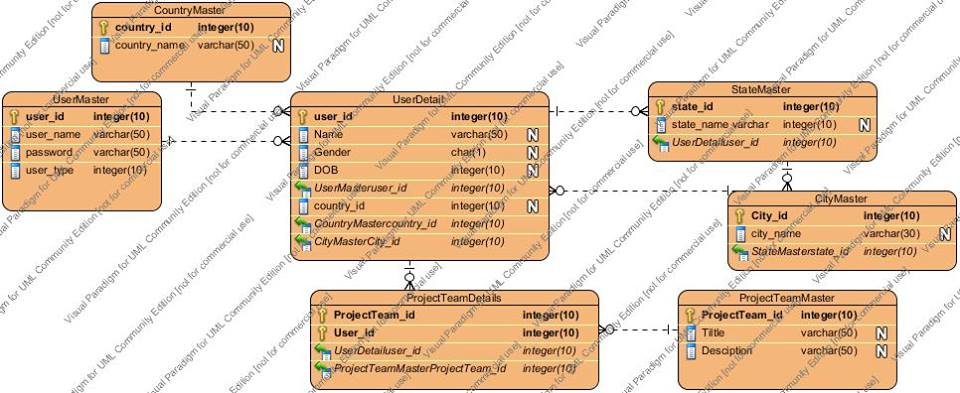 CountryMaster
country_id integer(10)
country_name varchar(50) N
UserMaster
user_id integer(10)
user_name varchar(50)
password varchar(50)
user_type integer(10)
UserDetail
user_id integer(10)
Name varchar(50) N
Gender char(1) N
DOB integer(10) N
UserMasteruser_id integer(10)
country_id integer(10) N
CountryMastercountry_id integer(10)
CityMasterCity_id integer(10)
StateMaster
state_id integer(10)
state_name varchar integer(10) N
UserDetailuser_id integer(10)
CityMaster
City_id integer(10)
city_name varchar(30) N
StateMasterstate_id integer(10)
ProjectTeamDetails
ProjectTeam_id integer(10)
User_id integer(10)
UserDetailuser_id integer(10)
ProjectTeamMasterProjectTeam_id integer(10)
ProjectTeamMaster
ProjectTeam_id integer(10)
Tiltle varchar(50) N
Desciption varchar(50) N
Visual Paradigm for UML Community Edition [not for commercial use]